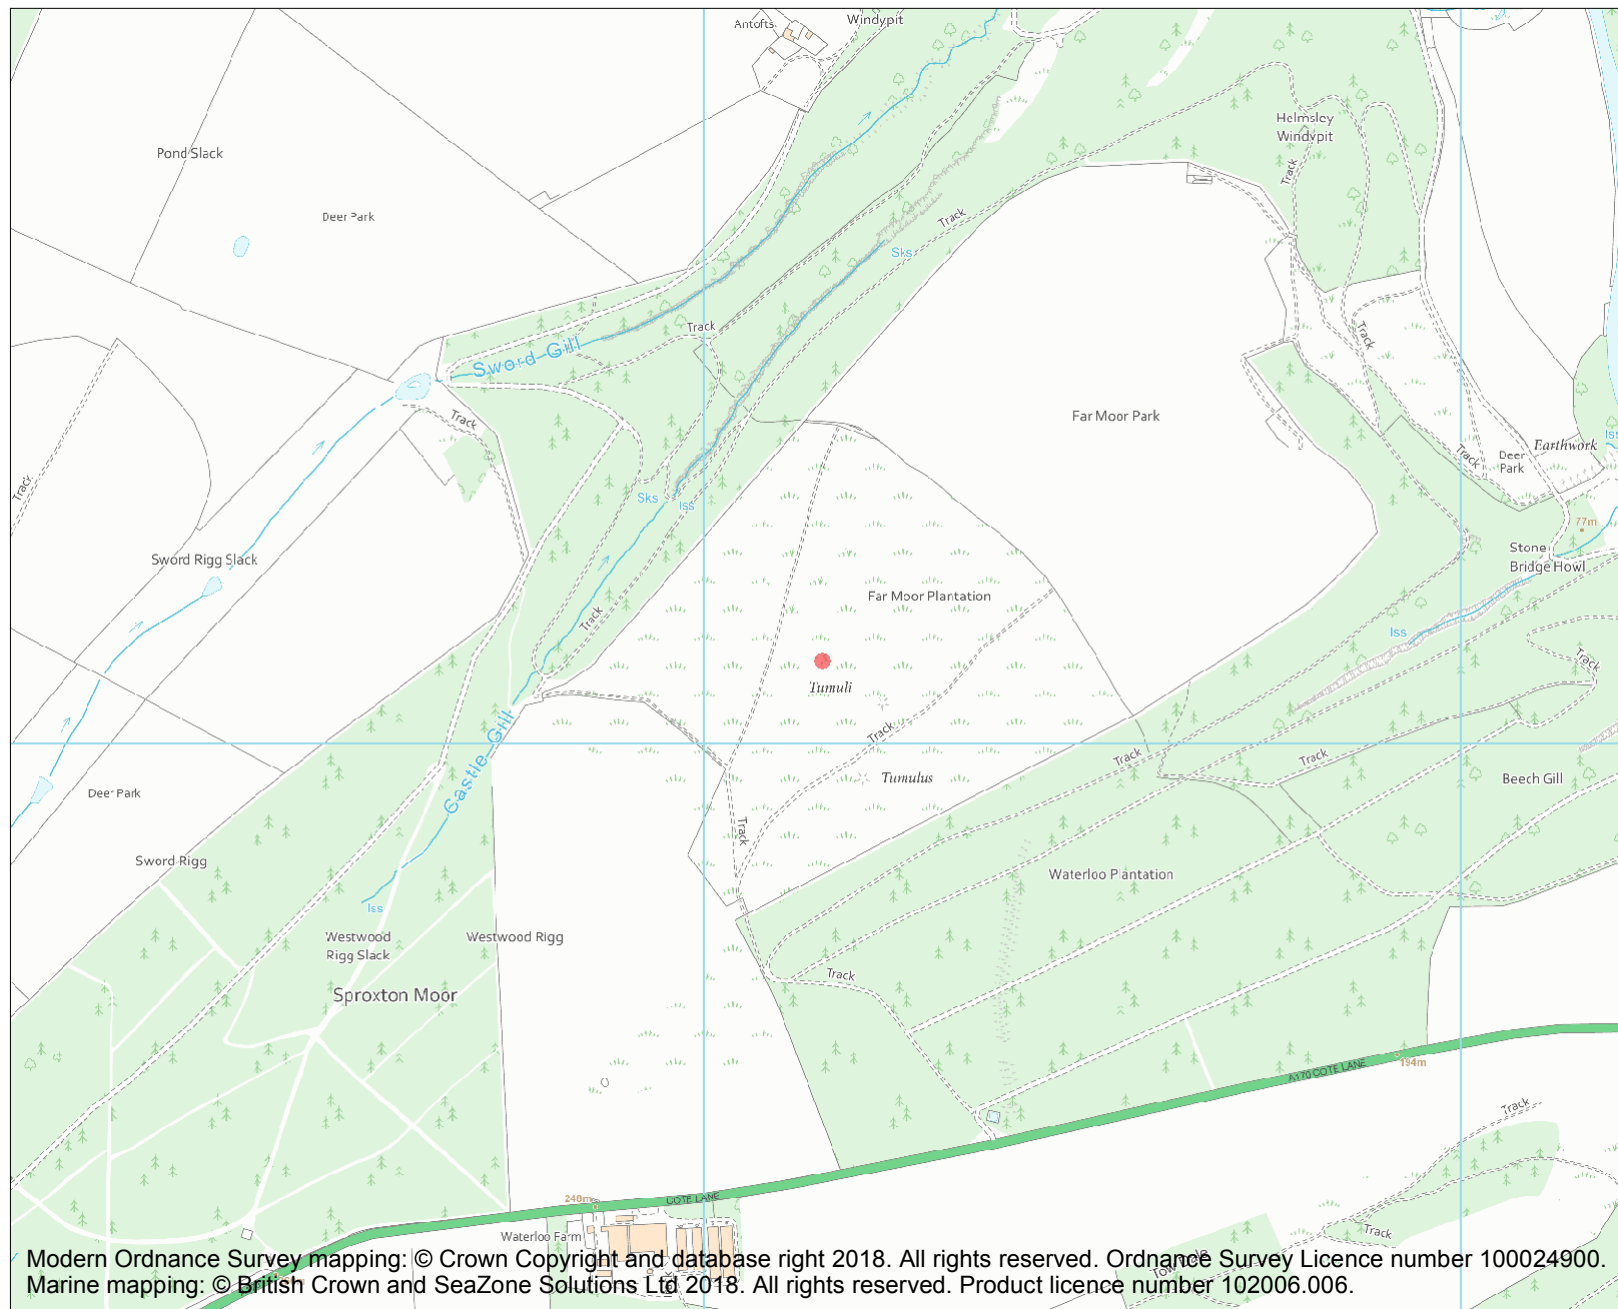 Antofts
Windypit
Pond Slack
Deer Park
Helmsley
Windypit
Track
Track
Sks
Track
Sword Gill
Track
Track
Track
Far Moor Park
Earthwork
Iss
Track
Deer
Park
Sks
Iss
77m
Sword Rigg Slack
Stone
Bridge Howl
Far Moor Plantation
Track
Iss
Track
Tumuli
Castle Gill
Track
Track
Track
Tumulus
Beech Gill
Deer Park
Track
Sword Rigg
Waterloo Plantation
Iss
Westwood
Rigg Slack
Westwood Rigg
Track
Sproxton Moor
194m
A170 COTE LANE
Track
248m
COTE LANE
Waterloo Farm
Track
Modern Ordnance Survey mapping: © Crown Copyright and database right 2018. All rights reserved. Ordnance Survey Licence number 100024900.
Marine mapping: © British Crown and SeaZone Solutions Ltd 2018. All rights reserved. Product licence number 102006.006.